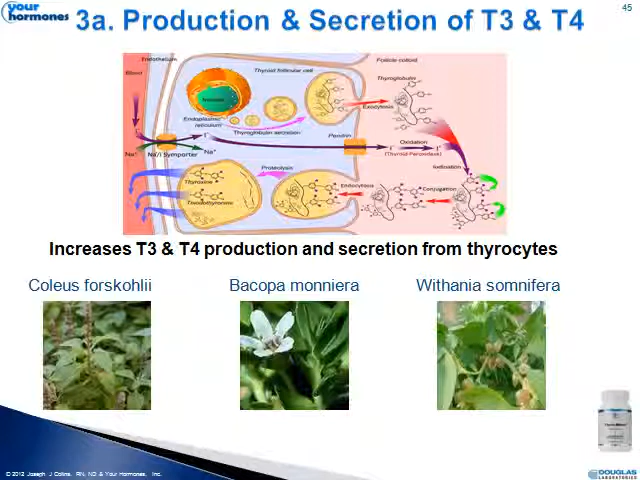 your
hormones
3a. Production & Secretion of T3 & T4
45
Endothelium
Blood
Thyroid follicular cell
Follicle colloid
Thyroglobulin
Nucleus
Exocytosis
Endoplasmic
reticulum
Thyroglobulin secretion
Pendrin
I-
I-
Oxidation
I-
I°
(Thyroid Peroxidase)
Na+
Na/I Symporter
Na+
Iodination
Proteolysis
Thyroxine
Triiodothyronine
Endocytosis
Conjugation
Increases T3 & T4 production and secretion from thyrocytes
Coleus forskohlii
Bacopa monniera
Withania somnifera
© 2012 Joseph J Collins, RN, ND & Your Hormones, Inc.
DOUGLAS
LABORATORIES